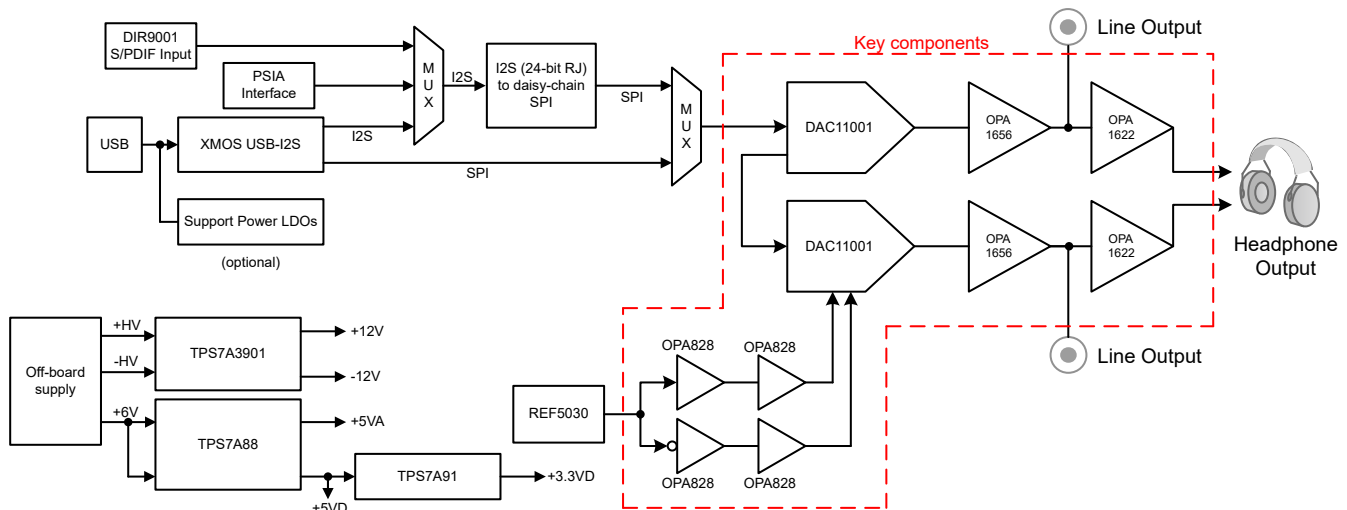 DIR9001
S/PDIF Input
PSIA
Interface
USB
XMOS USB-I2S
Support Power LDOs
(optional)
M
U
X
I2S
I2S
SPI
I2S (24-bit RJ)
to daisy-chain
SPI
SPI
M
U
X
Key components
DAC11001
OPA
1656
OPA
1622
Line Output
DAC11001
OPA
1656
OPA
1622
Line Output
Headphone
Output
Off-board
supply
+HV
-HV
+6V
TPS7A3901
+12V
-12V
TPS7A88
+5VA
+5VD
TPS7A91
+3.3VD
REF5030
OPA828
OPA828
OPA828
OPA828